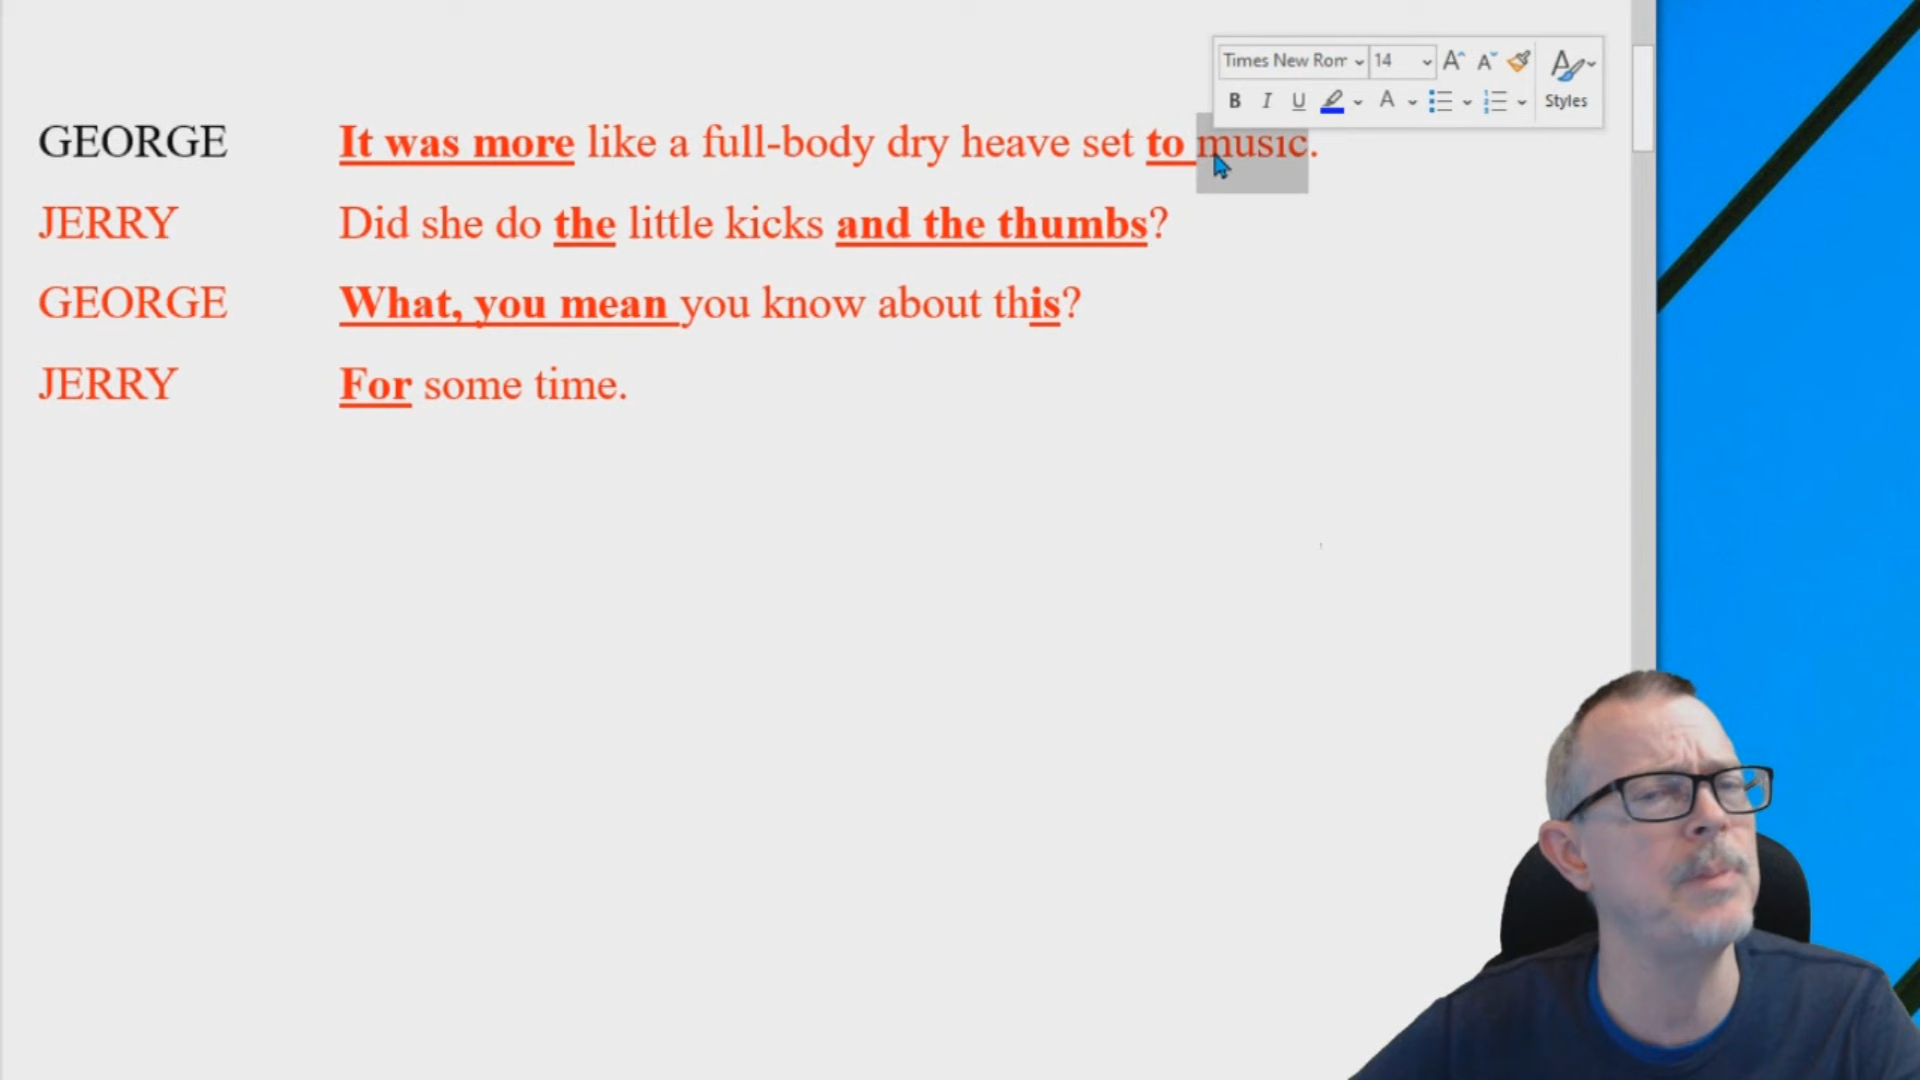 Times New Ror 14
B I U A Styles
GEORGE It was more like a full-body dry heave set to music.
JERRY Did she do the little kicks and the thumbs?
GEORGE What, you mean you know about this?
JERRY For some time.